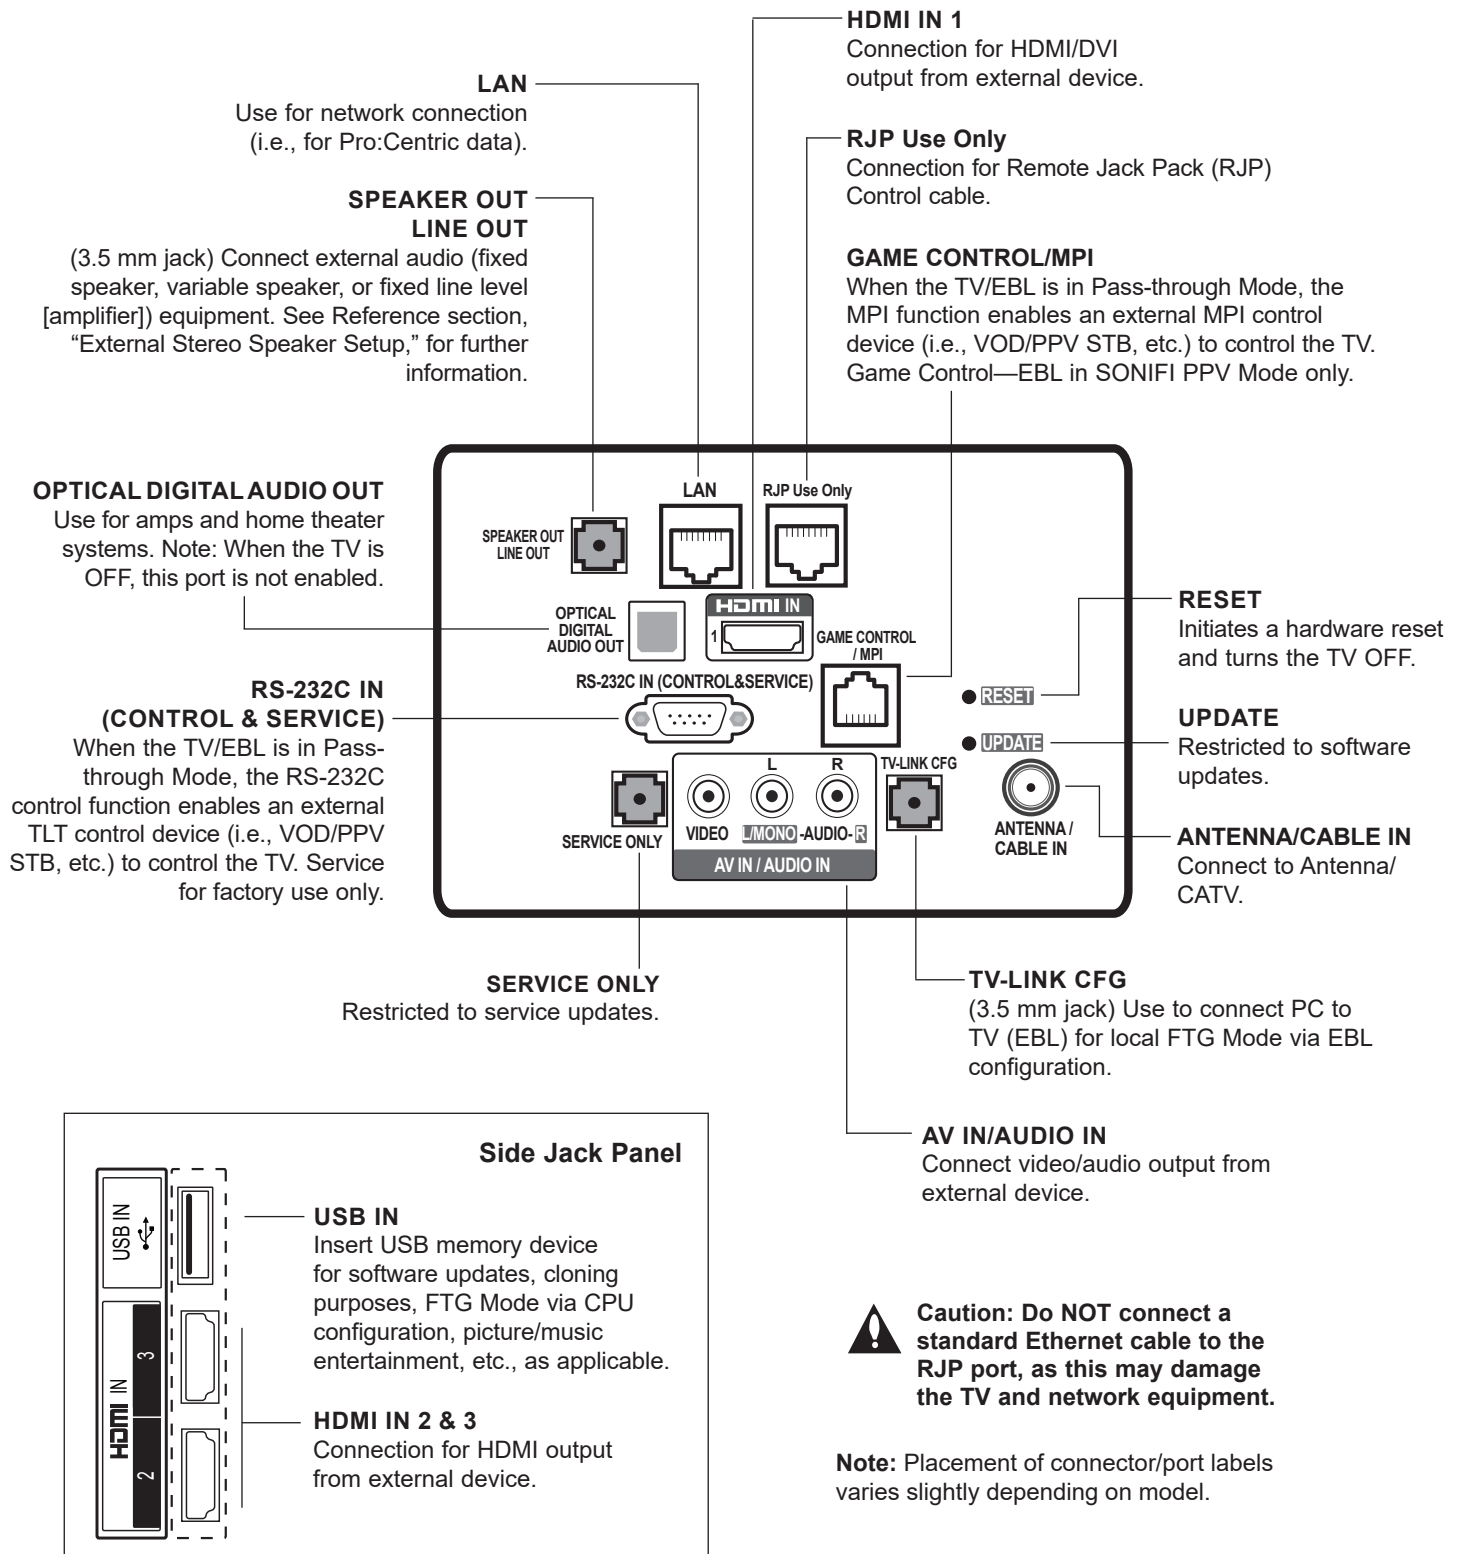 HDMI IN 1
Connection for HDMI/DVI
output from external device.
LAN
Use for network connection
(i.e., for Pro:Centric data).
RJP Use Only
Connection for Remote Jack Pack (RJP)
Control cable.
SPEAKER OUT
LINE OUT
(3.5 mm jack) Connect external audio (fixed
speaker, variable speaker, or fixed line level
[amplifier]) equipment. See Reference section,
“External Stereo Speaker Setup,” for further
information.
GAME CONTROL/MPI
When the TV/EBL is in Pass-through Mode, the
MPI function enables an external MPI control
device (i.e., VOD/PPV STB, etc.) to control the TV.
Game Control—EBL in SONIFI PPV Mode only.
OPTICAL DIGITAL AUDIO OUT
Use for amps and home theater
systems. Note: When the TV is
OFF, this port is not enabled.
RS-232C IN
(CONTROL & SERVICE)
When the TV/EBL is in Pass-
through Mode, the RS-232C
control function enables an external
TLT control device (i.e., VOD/PPV
STB, etc.) to control the TV. Service
for factory use only.
LAN
RJP Use Only
SPEAKER OUT
LINE OUT
HDMI IN
1
OPTICAL
DIGITAL
AUDIO OUT
GAME CONTROL
/ MPI
RS-232C IN (CONTROL&SERVICE)
RESET
UPDATE
L
R
TV-LINK CFG
SERVICE ONLY
VIDEO
L/MONO -AUDIO- R
AV IN / AUDIO IN
ANTENNA /
CABLE IN
RESET
Initiates a hardware reset
and turns the TV OFF.
UPDATE
Restricted to software
updates.
ANTENNA/CABLE IN
Connect to Antenna/
CATV.
SERVICE ONLY
Restricted to service updates.
TV-LINK CFG
(3.5 mm jack) Use to connect PC to
TV (EBL) for local FTG Mode via EBL
configuration.
AV IN/AUDIO IN
Connect video/audio output from
external device.
Side Jack Panel
USB IN
HDMI IN
3
2
USB IN
Insert USB memory device
for software updates, cloning
purposes, FTG Mode via CPU
configuration, picture/music
entertainment, etc., as applicable.
HDMI IN 2 & 3
Connection for HDMI output
from external device.
Caution: Do NOT connect a
standard Ethernet cable to the
RJP port, as this may damage
the TV and network equipment.
Note: Placement of connector/port labels
varies slightly depending on model.